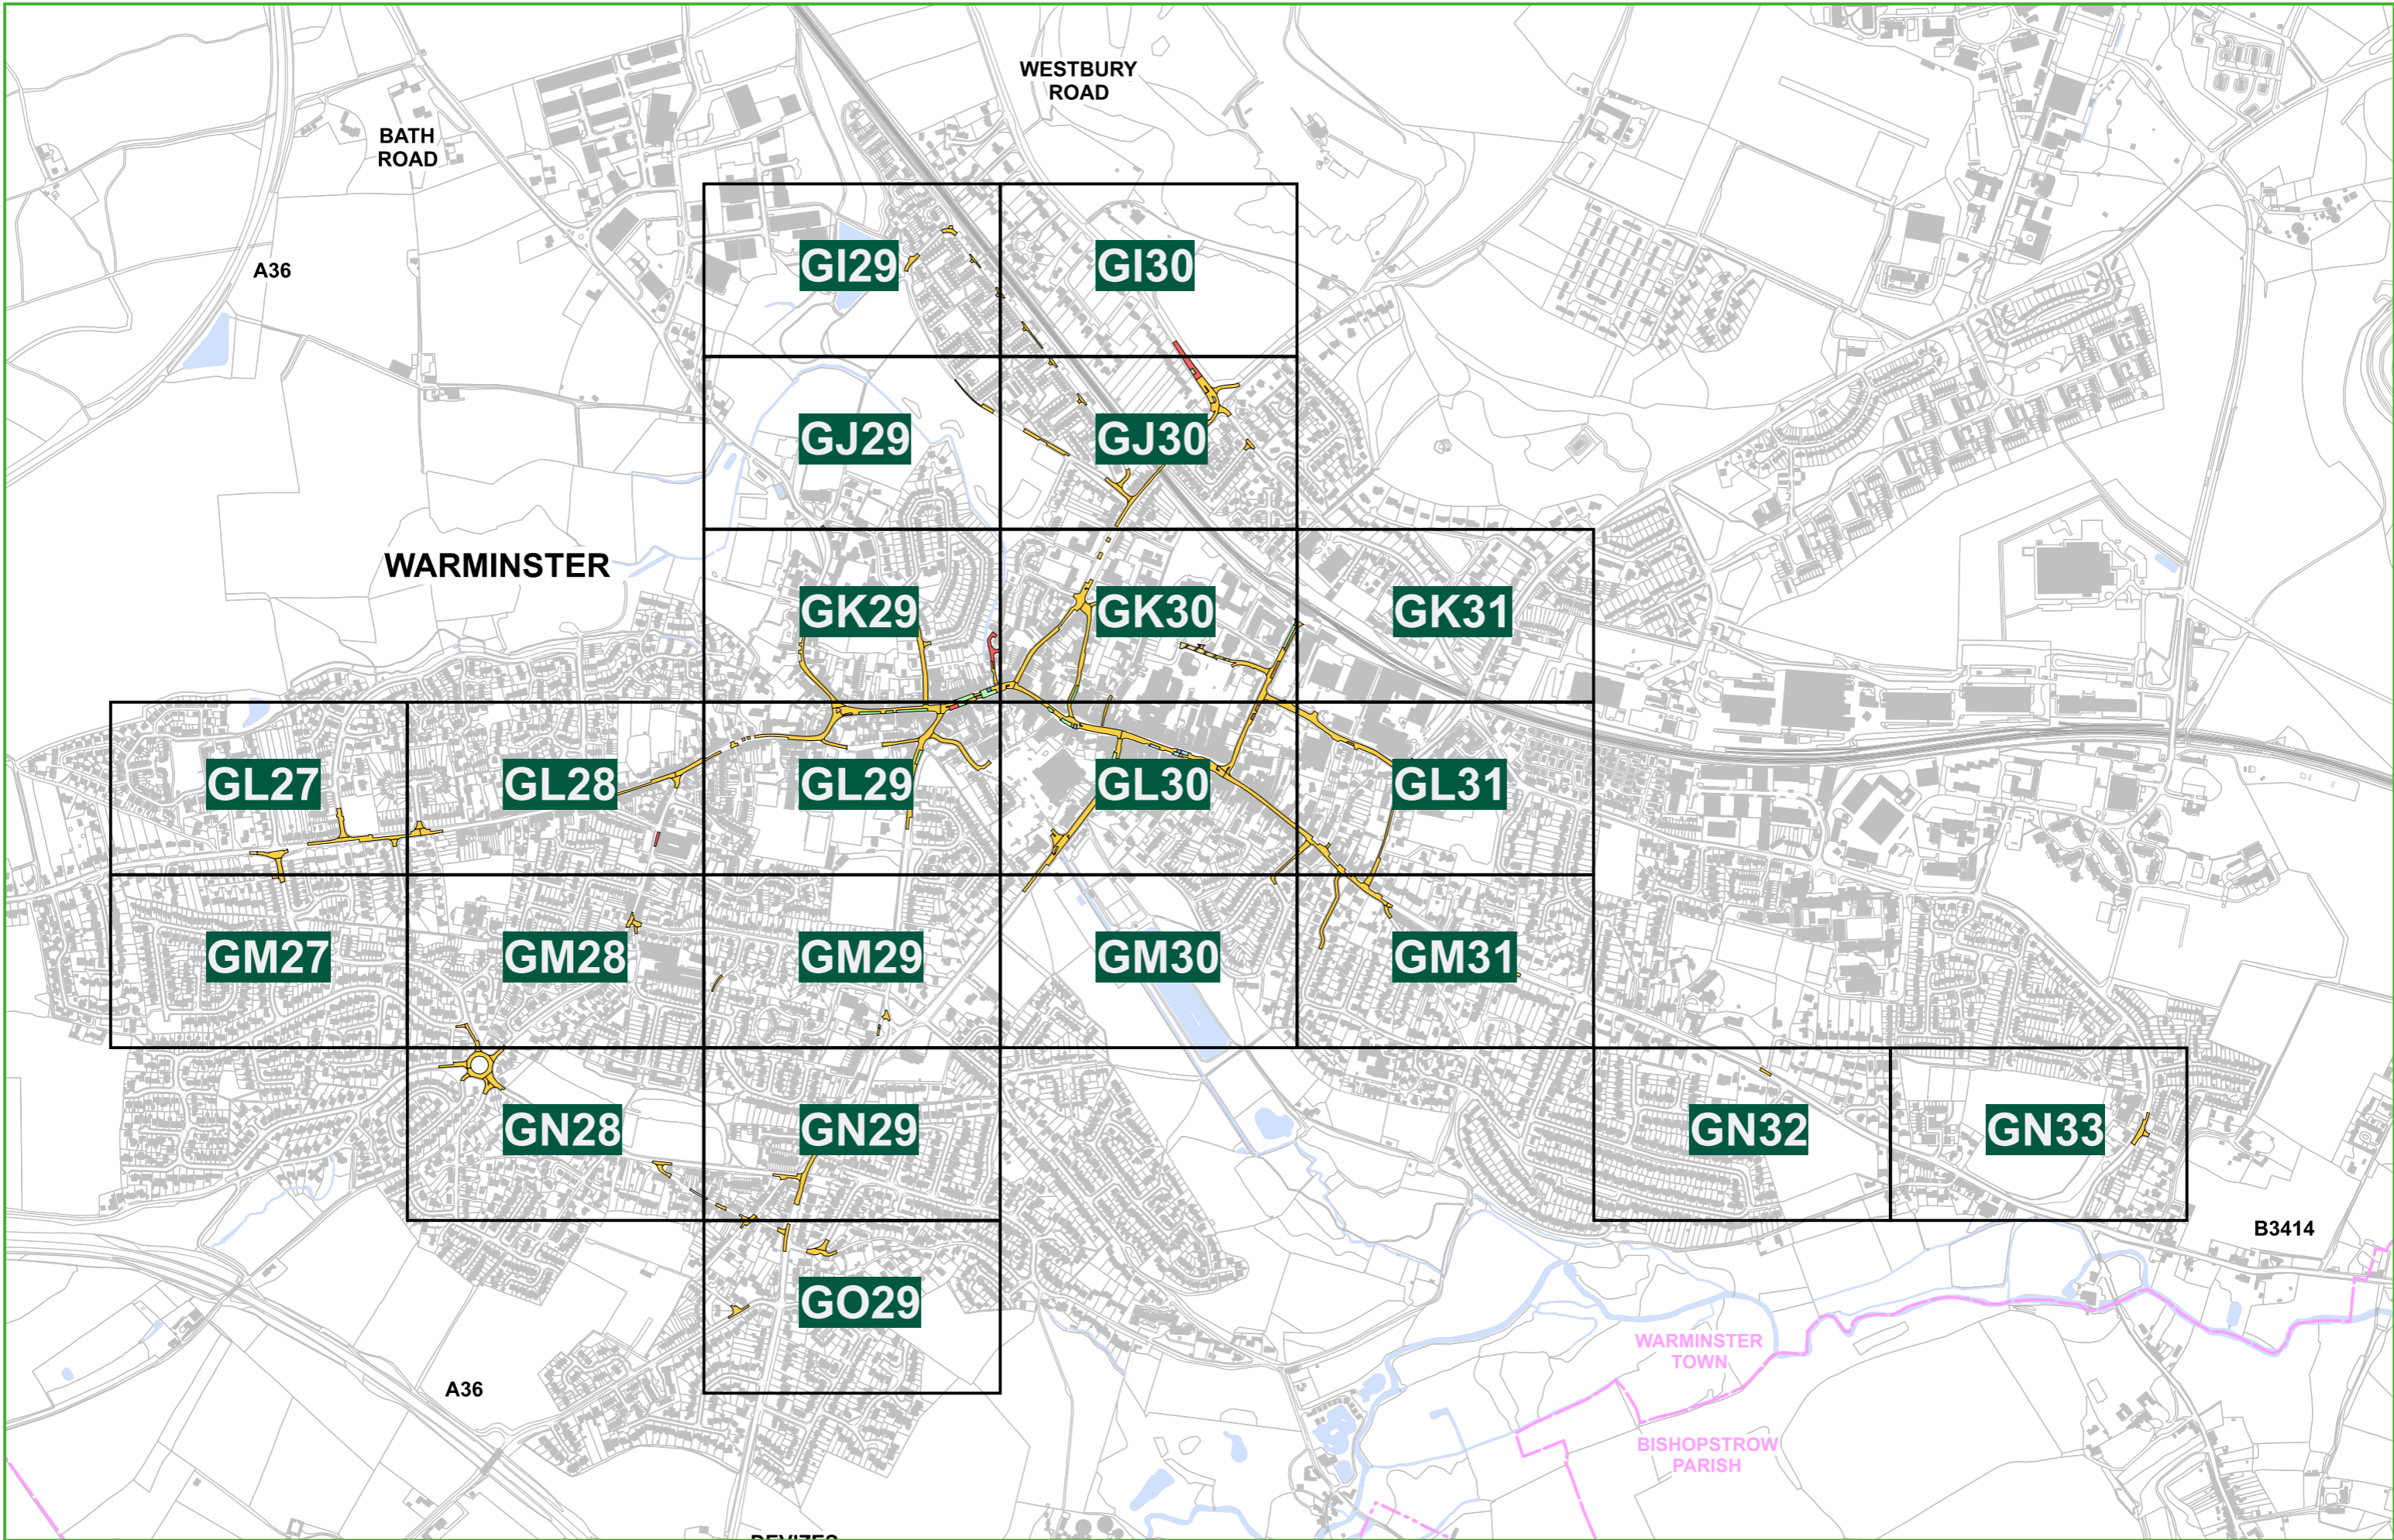 WESTBURY
ROAD
BATH
ROAD
A36
GI29
GI30
GJ29
GJ30
WARMINSTER
GK29
GK30
GK31
GL27
GL28
GL29
GL30
GL31
GM27
GM28
GM29
GM30
GM31
GN28
GN29
GN32
GN33
B3414
GO29
WARMINSTER
TOWN
A36
BISHOPSTROW
PARISH
DEVIZES